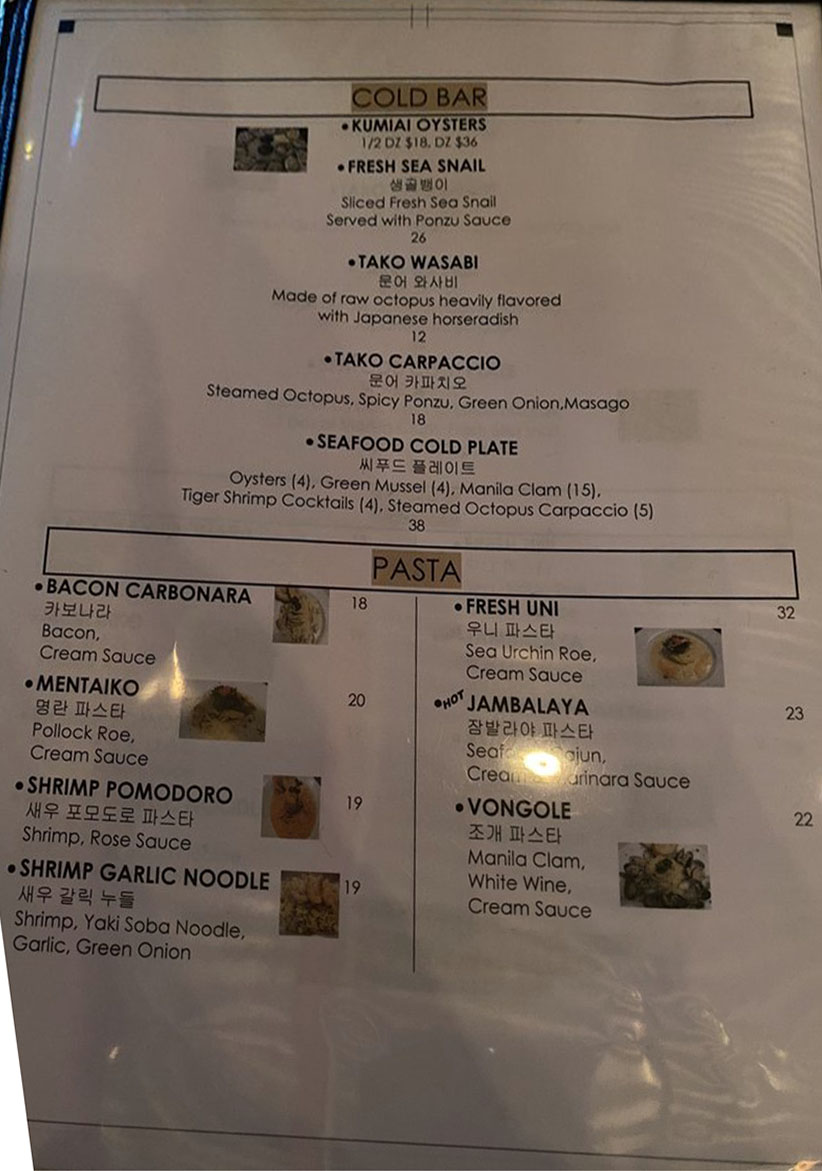 COLD BAR
•KUMIAI OYSTERS
1/2 DZ $18, DZ $36
•FRESH SEA SNAIL
생골뱅이
Sliced Fresh Sea Snail
Served with Ponzu Sauce
26
•TAKO WASABI
문어 와사비
Made of raw octopus heavily flavored
with Japanese horseradish
12
•TAKO CARPACCIO
문어 카파치오
Steamed Octopus, Spicy Ponzu, Green Onion,Masago
18
•SEAFOOD COLD PLATE
씨푸드 플레이트
Oysters (4), Green Mussel (4), Manila Clam (15),
Tiger Shrimp Cocktails (4), Steamed Octopus Carpaccio (5)
38
PASTA
•BACON CARBONARA 18
카보나라
Bacon,
Cream Sauce
•MENTAIKO 20
명란 파스타
Pollock Roe,
Cream Sauce
•SHRIMP POMODORO 19
새우 포모도로 파스타
Shrimp, Rose Sauce
•SHRIMP GARLIC NOODLE 19
새우 갈릭 누들
Shrimp, Yaki Soba Noodle,
Garlic, Green Onion
•FRESH UNI 32
우니 파스타
Sea Urchin Roe,
Cream Sauce
•HOT JAMBALAYA 23
잠발라야 파스타
Sauce
•VONGOLE 22
조개 파스타
Manila Clam,
White Wine,
Cream Sauce